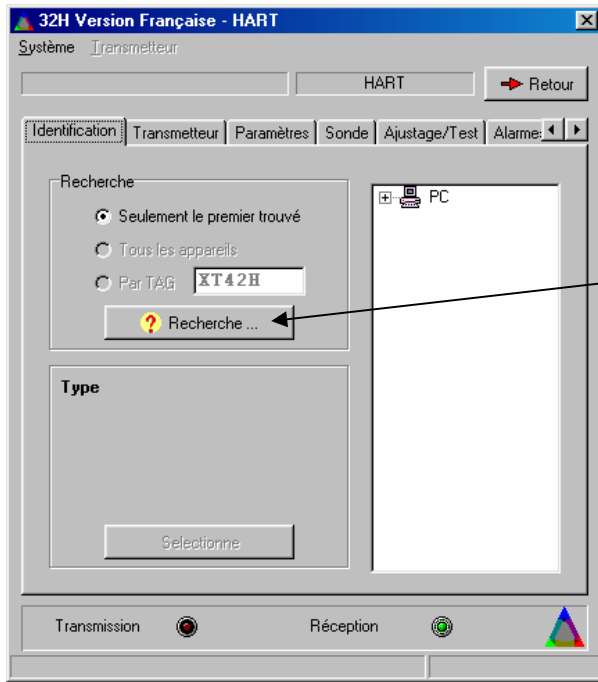 32H Version Française - HART
Système Transmetteur
HART Retour
Identification Transmetteur Paramètres Sonde Ajustage/Test Alarme
Recherche
Seulement le premier trouvé
Tous les appareils
Par TAG XT42H
? Recherche ...
PC
Type
Selectionne
Transmission Réception